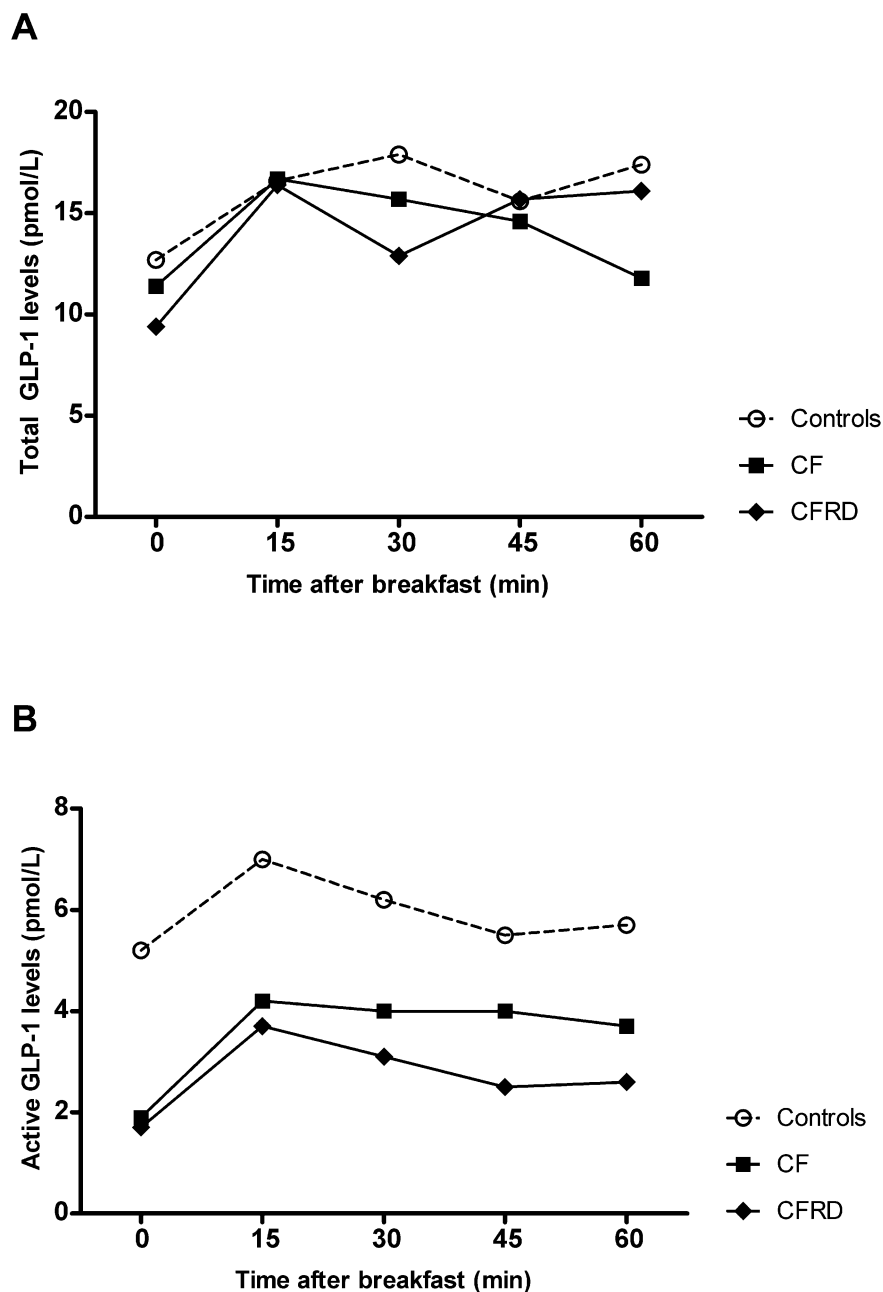 A
20
15
10
5
0
Total GLP-1 levels (pmol/L)
0 15 30 45 60
Time after breakfast (min)
Controls
CF
CFRD
B
8
6
4
2
0
Active GLP-1 levels (pmol/L)
0 15 30 45 60
Time after breakfast (min)
Controls
CF
CFRD